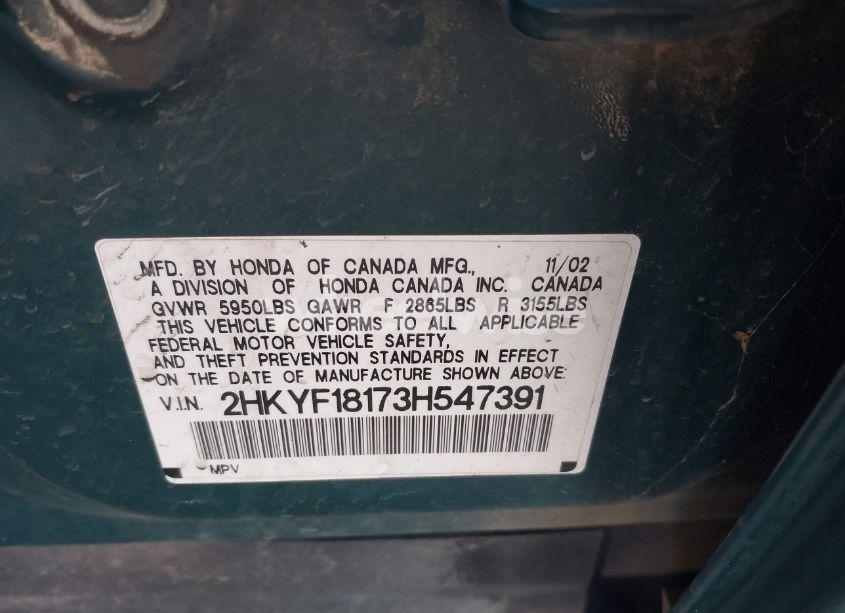 MFD. BY HONDA OF CANADA MFG., 11/02
A DIVISION OF HONDA CANADA INC. CANADA
GVWR 5950LBS GAWR F 2865LBS R 3155LBS
THIS VEHICLE CONFORMS TO ALL APPLICABLE
FEDERAL MOTOR VEHICLE SAFETY,
AND THEFT PREVENTION STANDARDS IN EFFECT
ON THE DATE OF MANUFACTURE SHOWN ABOVE:
V.I.N. 2HKYF18173H547391
MPV